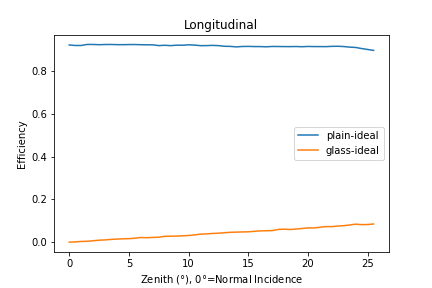 Longitudinal
0.8
0.6
0.4
0.2
0.0
Efficiency
plain-ideal
glass-ideal
0 5 10 15 20 25
Zenith (°), 0°=Normal Incidence